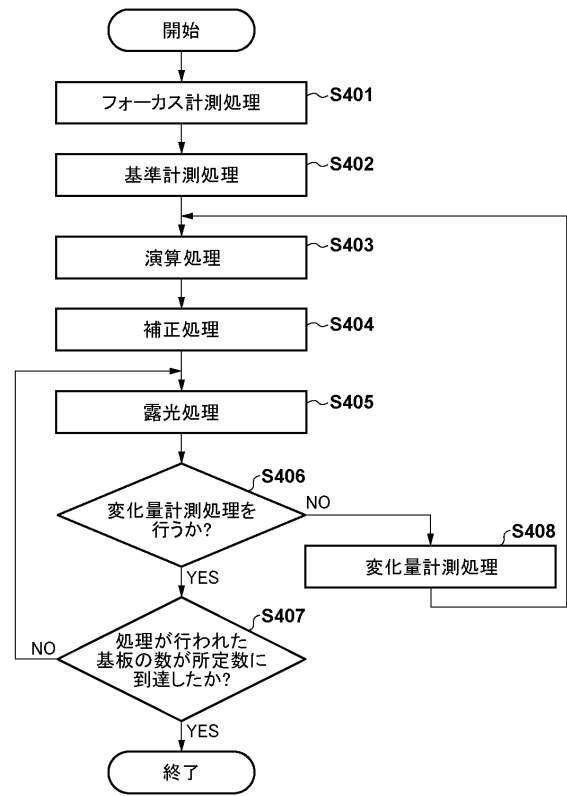 開始
フォーカス計測処理
S401
基準計測処理
S402
演算処理
S403
補正処理
S404
露光処理
S405
変化量計測処理を
行うか?
S406
NO
YES
変化量計測処理
S408
処理が行われた
基板の数が所定数に
到達したか?
S407
NO
YES
終了